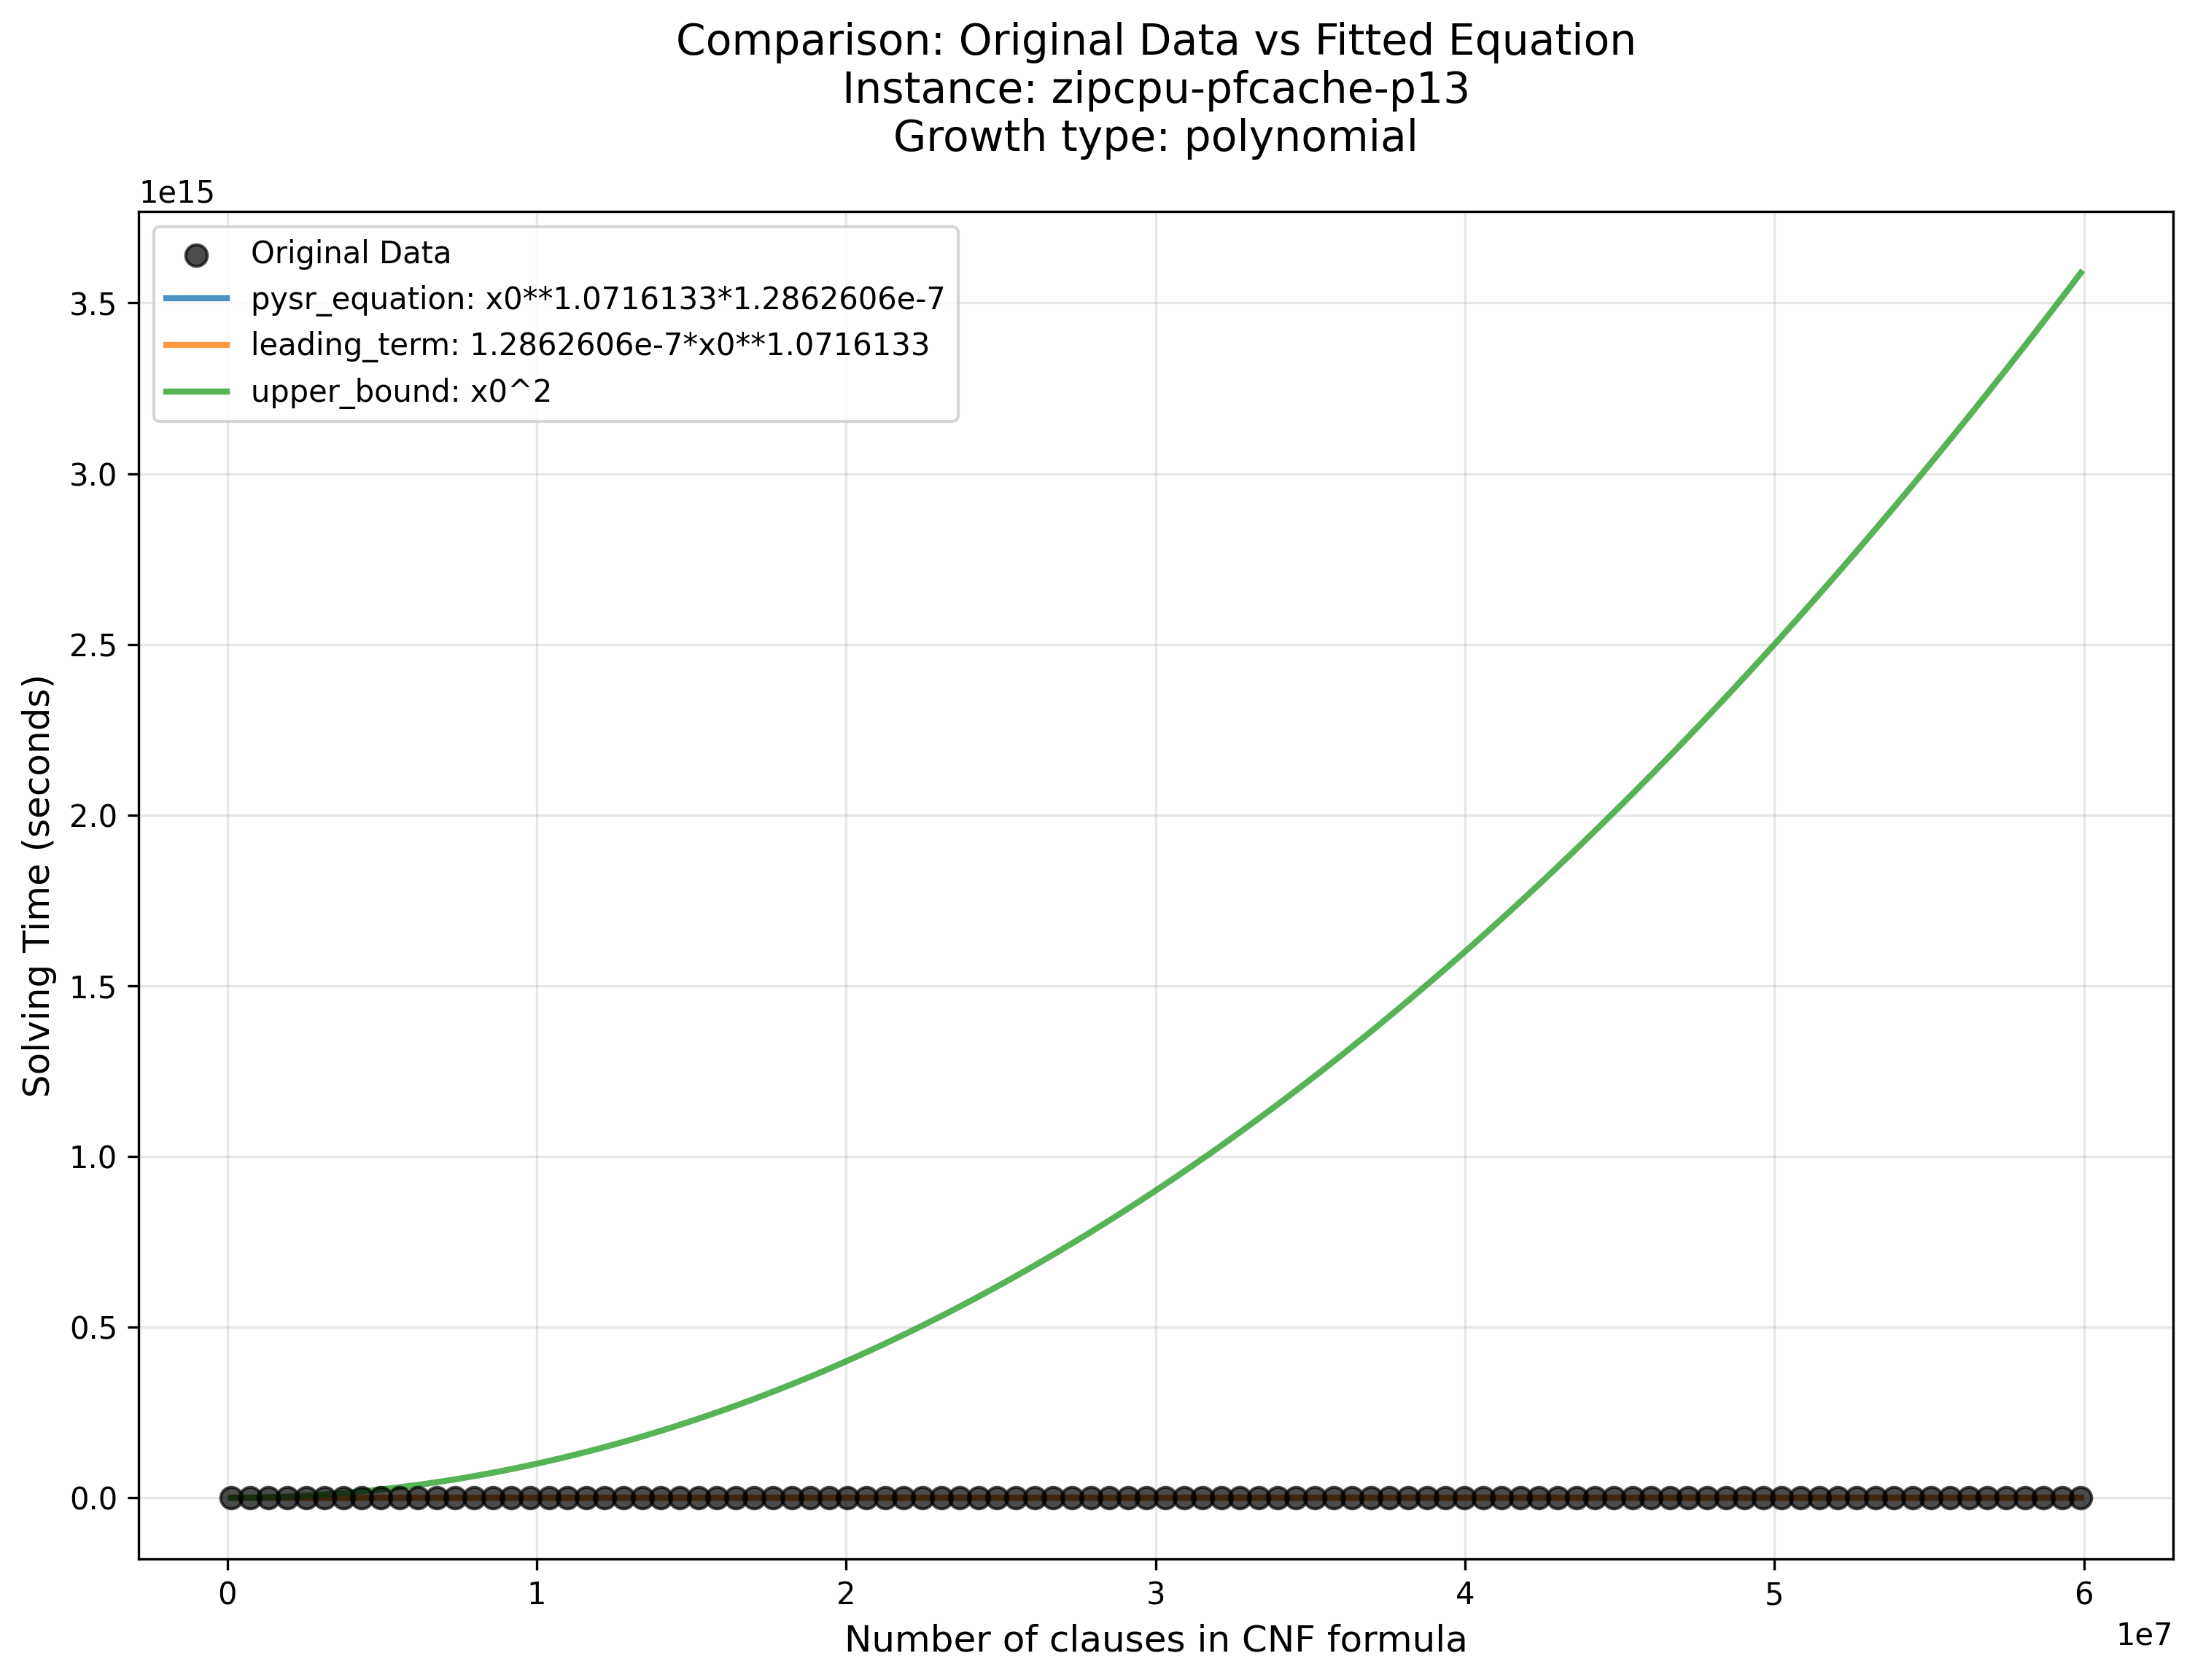 Comparison: Original Data vs Fitted Equation
Instance: zipcpu-pfcache-p13
Growth type: polynomial
1e15
Original Data
pysr_equation: x0**1.0716133*1.2862606e-7
leading_term: 1.2862606e-7*x0**1.0716133
upper_bound: x0^2
3.5
3.0
2.5
2.0
1.5
1.0
0.5
0.0
Solving Time (seconds)
0 1 2 3 4 5 6
1e7
Number of clauses in CNF formula